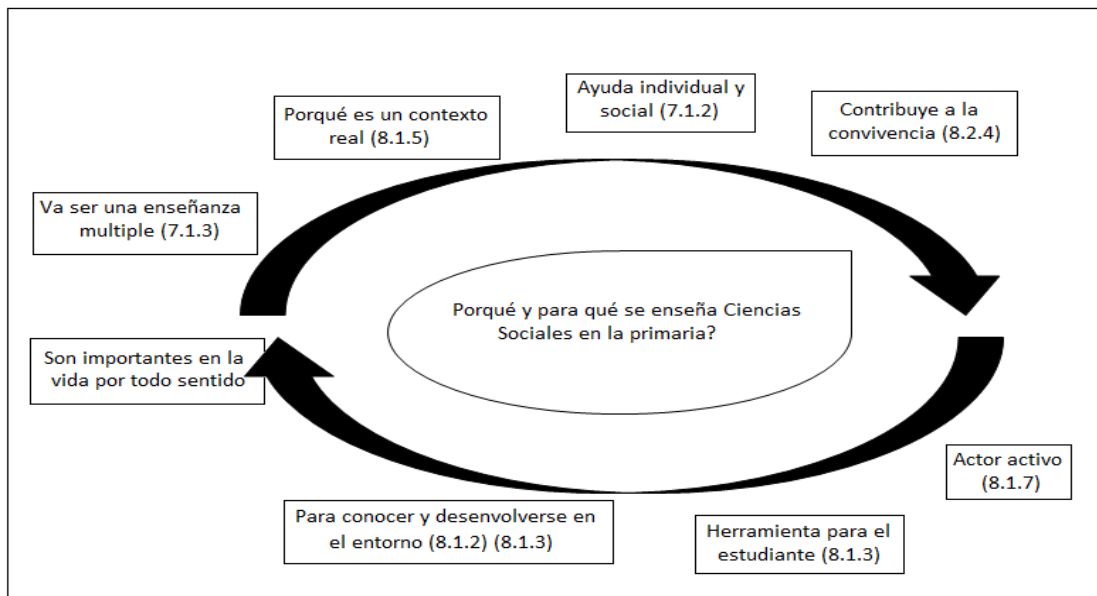 Ayuda individual y
social (7.1.2)
Contribuye a la
convivencia (8.2.4)
Porqué es un contexto
real (8.1.5)
Va ser una enseñanza
multiple (7.1.3)
Porqué y para qué se enseña Ciencias
Sociales en la primaria?
Son importantes en la
vida por todo sentido
Actor activo
(8.1.7)
Para conocer y desenvolverse en
el entorno (8.1.2) (8.1.3)
Herramienta para el
estudiante (8.1.3)